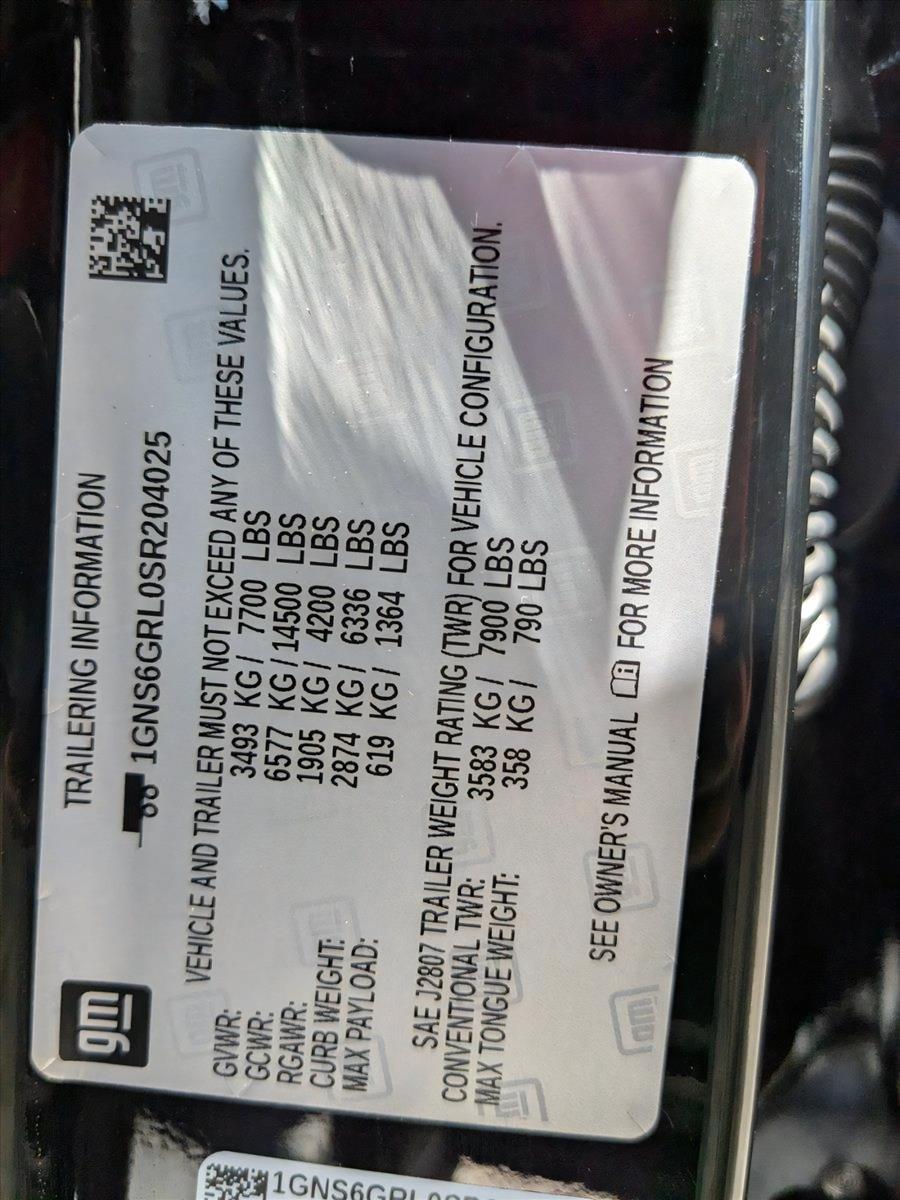 gm
TRAILERING INFORMATION
1GNS6GRL0SR204025
VEHICLE AND TRAILER MUST NOT EXCEED ANY OF THESE VALUES.
GVWR: 3493 KG / 7700 LBS
GCWR: 6577 KG / 14500 LBS
RGAWR: 1905 KG / 4200 LBS
CURB WEIGHT: 2874 KG / 6336 LBS
MAX PAYLOAD: 619 KG / 1364 LBS
SAE J2807 TRAILER WEIGHT RATING (TWR) FOR VEHICLE CONFIGURATION.
CONVENTIONAL TWR: 3583 KG / 7900 LBS
MAX TONGUE WEIGHT: 358 KG / 790 LBS
SEE OWNER'S MANUAL FOR MORE INFORMATION